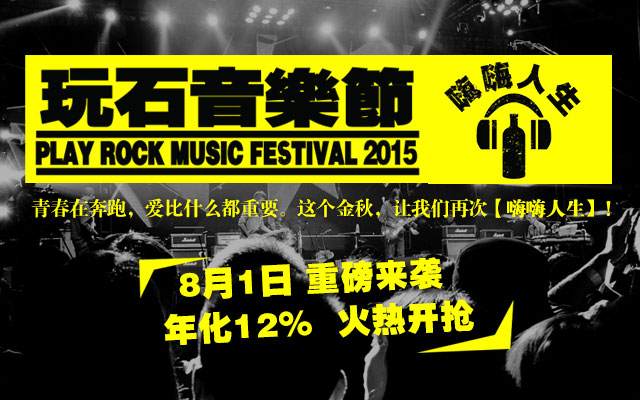 玩石音樂節
PLAY ROCK MUSIC FESTIVAL 2015
嗨嗨人生
青春在奔跑，爱比什么都重要。这个金秋，让我们再次【嗨嗨人生】！
8月1日 重磅来袭
年化12% 火热开抢